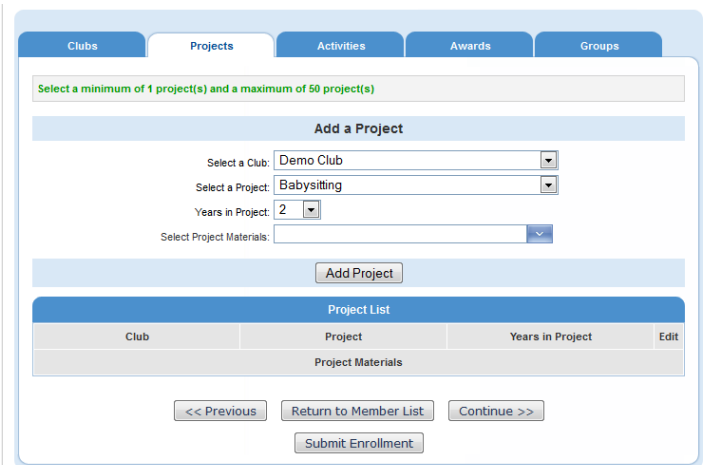 Clubs Projects Activities Awards Groups
Select a minimum of 1 project(s) and a maximum of 50 project(s)
Add a Project
Select a Club: Demo Club
Select a Project: Babysitting
Years in Project: 2
Select Project Materials:
Add Project
Project List
Club Project Years in Project Edit
Project Materials
<< Previous Return to Member List Continue >>
Submit Enrollment